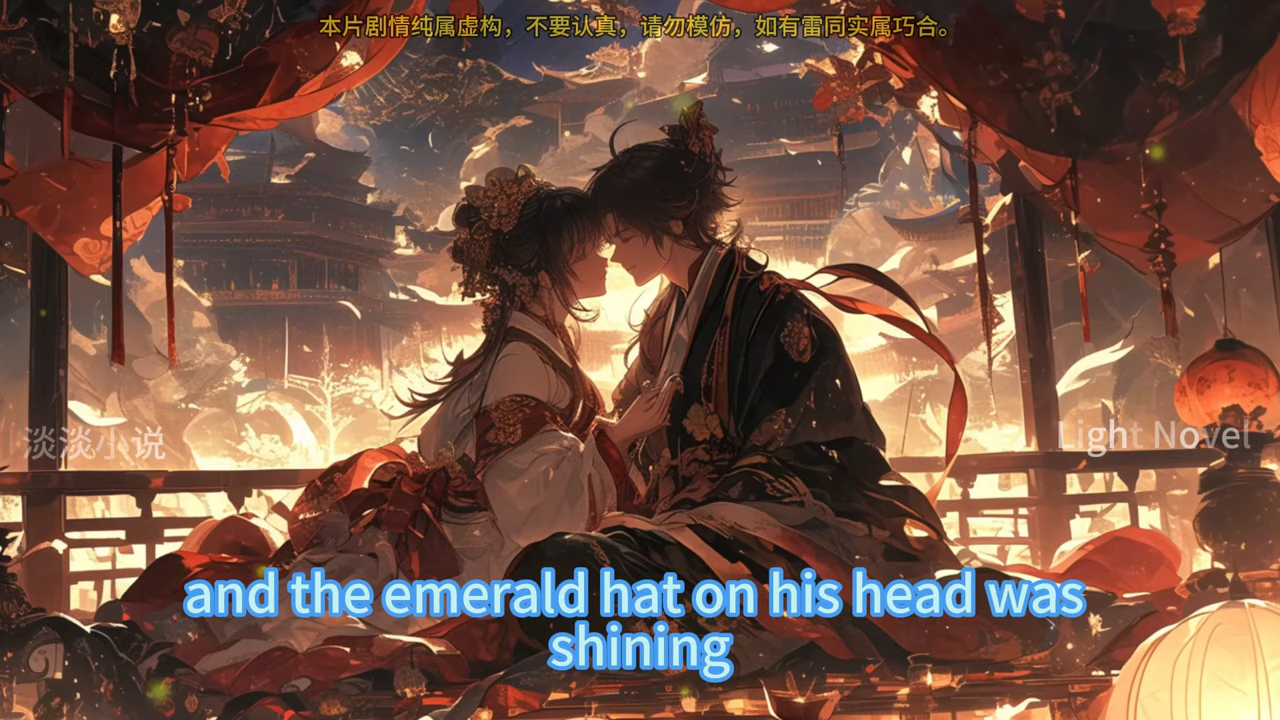 本片剧情纯属虚构，不要认真，请勿模仿，如有雷同实属巧合。
淡淡小说
Light Novel
and the emerald hat on his head was
shining